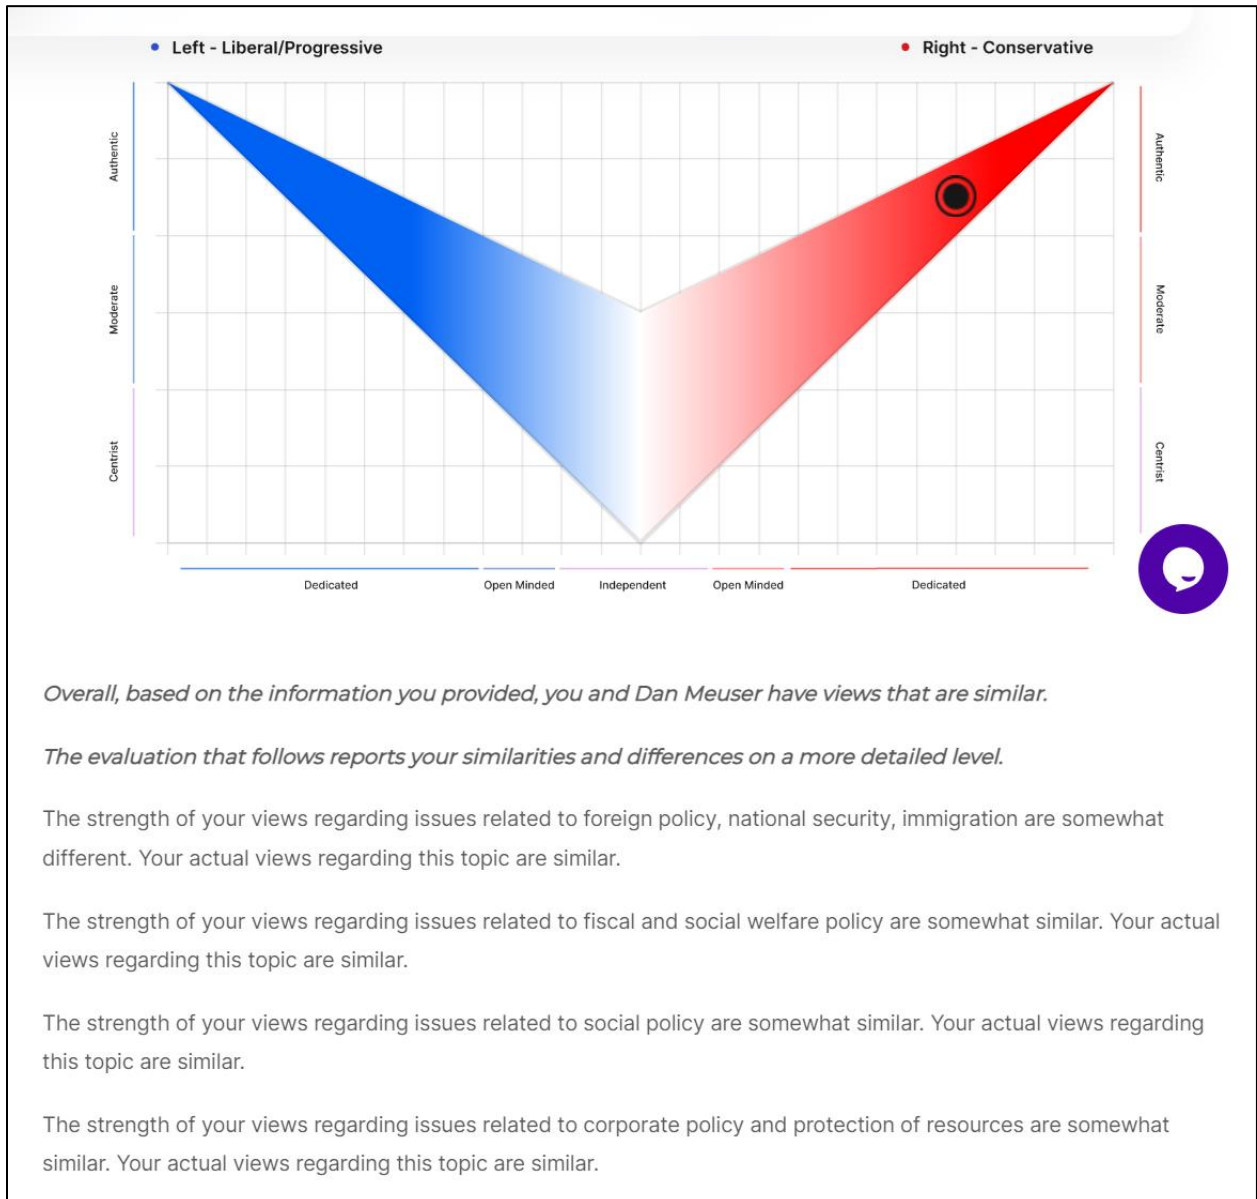 Left - Liberal/Progressive
Right - Conservative
Authentic
Moderate
Centrist
Authentic
Moderate
Centrist
Dedicated
Open Minded
Independent
Open Minded
Dedicated
Overall, based on the information you provided, you and Dan Meuser have views that are similar.
The evaluation that follows reports your similarities and differences on a more detailed level.
The strength of your views regarding issues related to foreign policy, national security, immigration are somewhat
different. Your actual views regarding this topic are similar.
The strength of your views regarding issues related to fiscal and social welfare policy are somewhat similar. Your actual
views regarding this topic are similar.
The strength of your views regarding issues related to social policy are somewhat similar. Your actual views regarding
this topic are similar.
The strength of your views regarding issues related to corporate policy and protection of resources are somewhat
similar. Your actual views regarding this topic are similar.